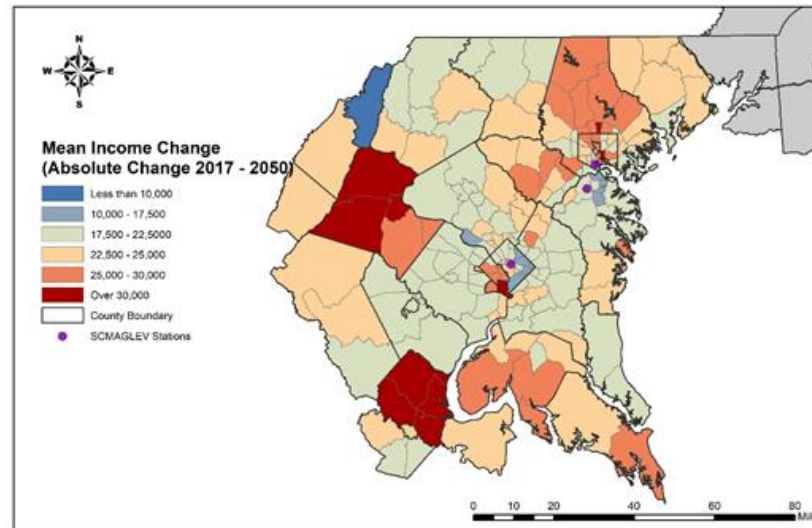 N
W E
S
Mean Income Change
(Absolute Change 2017 - 2050)
Less than 10,000
10,000 - 17,500
17,500 - 22,5000
22,500 - 25,000
25,000 - 30,000
Over 30,000
County Boundary
SCMAGLEV Stations
0 10 20 40 60 80